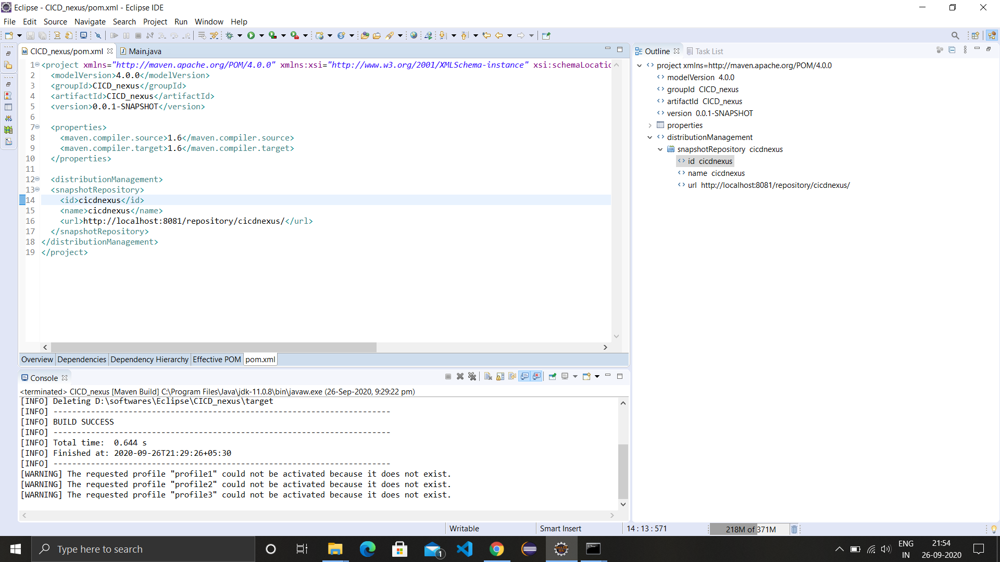 Eclipse - CICD_nexus/pom.xml - Eclipse IDE
File Edit Source Navigate Search Project Run Window Help
CICD_nexus/pom.xml
Main.java
1 <project xmlns="http://maven.apache.org/POM/4.0.0" xmlns:xsi="http://www.w3.org/2001/XMLSchema-instance" xsi:schemaLocatio
2 <modelVersion>4.0.0</modelVersion>
3 <groupId>CICD_nexus</groupId>
4 <artifactId>CICD_nexus</artifactId>
5 <version>0.0.1-SNAPSHOT</version>
6
7 <properties>
8 <maven.compiler.source>1.6</maven.compiler.source>
9 <maven.compiler.target>1.6</maven.compiler.target>
10 </properties>
11
12 <distributionManagement>
13 <snapshotRepository>
14 <id>cicdnexus</id>
15 <name>cicdnexus</name>
16 <url>http://localhost:8081/repository/cicdnexus/</url>
17 </snapshotRepository>
18 </distributionManagement>
19 </project>
Overview Dependencies Dependency Hierarchy Effective POM pom.xml
Outline Task List
project xmlns=http://maven.apache.org/POM/4.0.0
modelVersion 4.0.0
groupId CICD_nexus
artifactId CICD_nexus
version 0.0.1-SNAPSHOT
properties
distributionManagement
snapshotRepository cicdnexus
id cicdnexus
name cicdnexus
url http://localhost:8081/repository/cicdnexus/
Console
<terminated> CICD_nexus [Maven Build] C:\Program Files\Java\jdk-11.0.8\bin\javaw.exe (26-Sep-2020, 9:29:22 pm)
[INFO] Deleting D:\softwares\Eclipse\CICD_nexus\target
[INFO] ------------------------------------------------------------------------
[INFO] BUILD SUCCESS
[INFO] ------------------------------------------------------------------------
[INFO] Total time:  0.644 s
[INFO] Finished at: 2020-09-26T21:29:26+05:30
[INFO] ------------------------------------------------------------------------
[WARNING] The requested profile "profile1" could not be activated because it does not exist.
[WARNING] The requested profile "profile2" could not be activated because it does not exist.
[WARNING] The requested profile "profile3" could not be activated because it does not exist.
Writable Smart Insert 14 : 13 : 571 218M of 371M
Type here to search
1
ENG
IN
21:54
26-09-2020